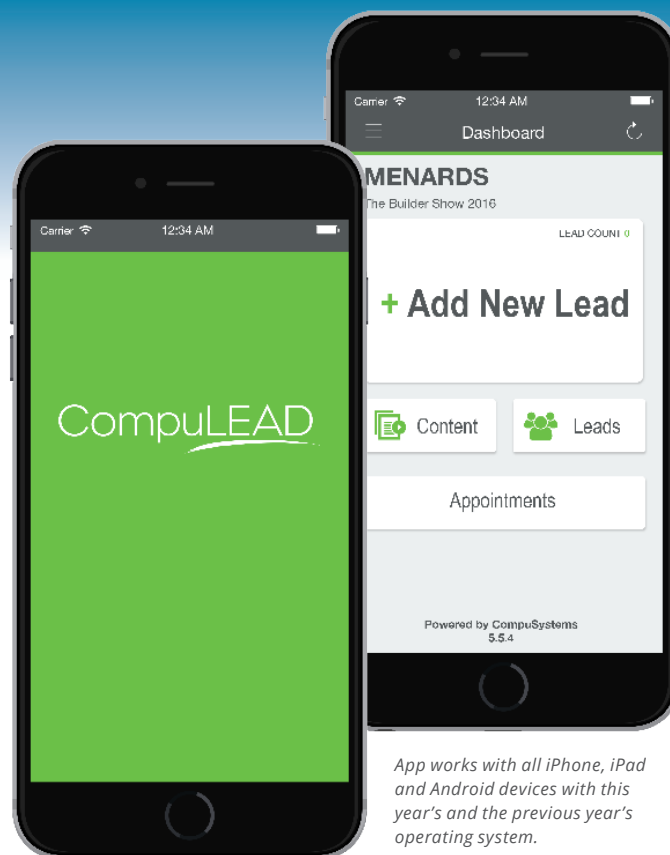 Carrier 12:34 AM
CompuLEAD
Carrier 12:34 AM
Dashboard
MENARDS
The Builder Show 2016
LEAD COUNT 0
+ Add New Lead
Content Leads
Appointments
Powered by CompuSystems
5.5.4
App works with all iPhone, iPad
and Android devices with this
year's and the previous year's
operating system.